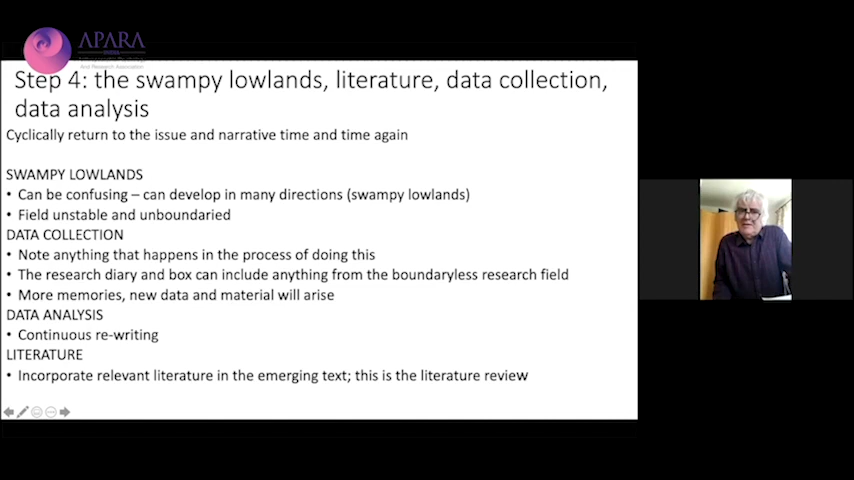 APARA
And Research Association
Step 4: the swampy lowlands, literature, data collection,
data analysis
Cyclically return to the issue and narrative time and time again
SWAMPY LOWLANDS
• Can be confusing – can develop in many directions (swampy lowlands)
• Field unstable and unboundaried
DATA COLLECTION
• Note anything that happens in the process of doing this
• The research diary and box can include anything from the boundaryless research field
• More memories, new data and material will arise
DATA ANALYSIS
• Continuous re-writing
LITERATURE
• Incorporate relevant literature in the emerging text; this is the literature review